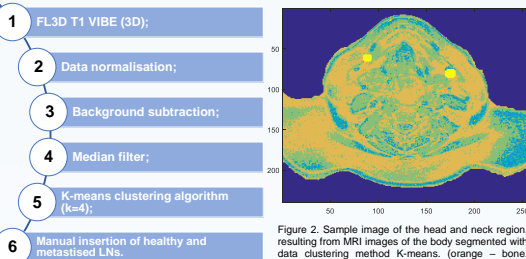 1
FL3D T1 VIBE (3D);
2
Data normalisation;
3
Background subtraction;
4
Median filter;
5
K-means clustering algorithm
(k=4);
6
Manual insertion of healthy and
metastised LNs.
50
100
150
200
50
100
150
200
250
Figure 2. Sample image of the head and neck region
resulting from MRI images of the body segmented with
data clustering method K-means. (orange – bone